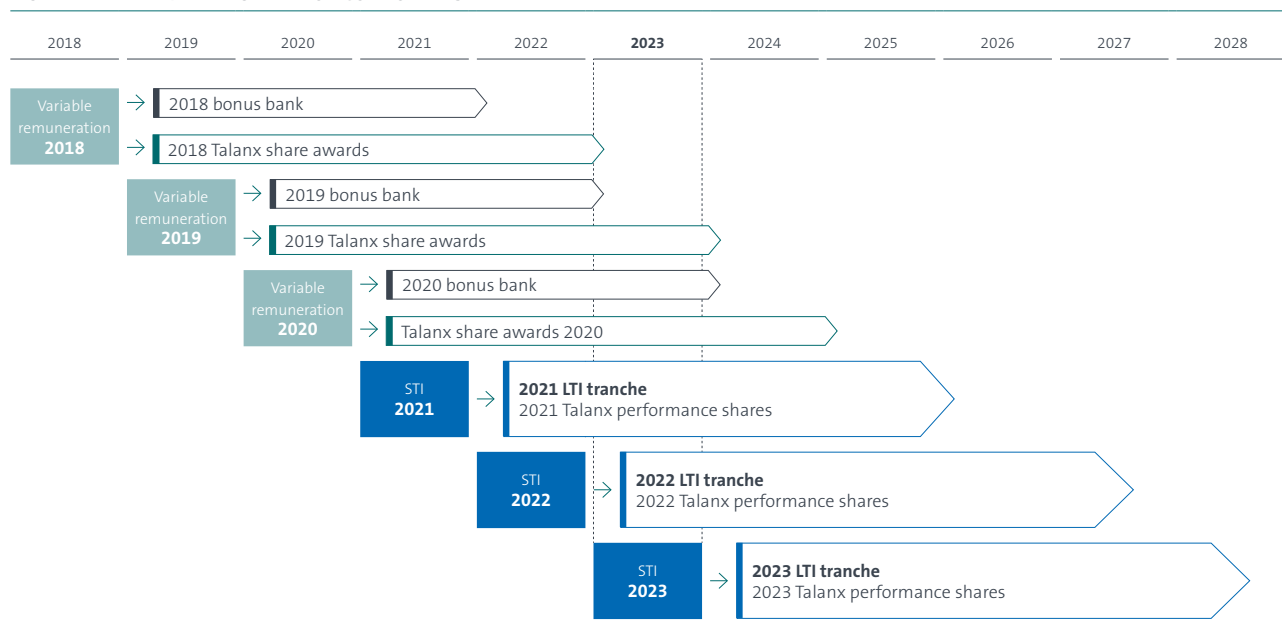 2018 2019 2020 2021 2022 2023 2024 2025 2026 2027 2028
Variable
remuneration
2018
2018 bonus bank
2018 Talanx share awards
Variable
remuneration
2019
2019 bonus bank
2019 Talanx share awards
Variable
remuneration
2020
2020 bonus bank
Talanx share awards 2020
STI
2021
2021 LTI tranche
2021 Talanx performance shares
STI
2022
2022 LTI tranche
2022 Talanx performance shares
STI
2023
2023 LTI tranche
2023 Talanx performance shares